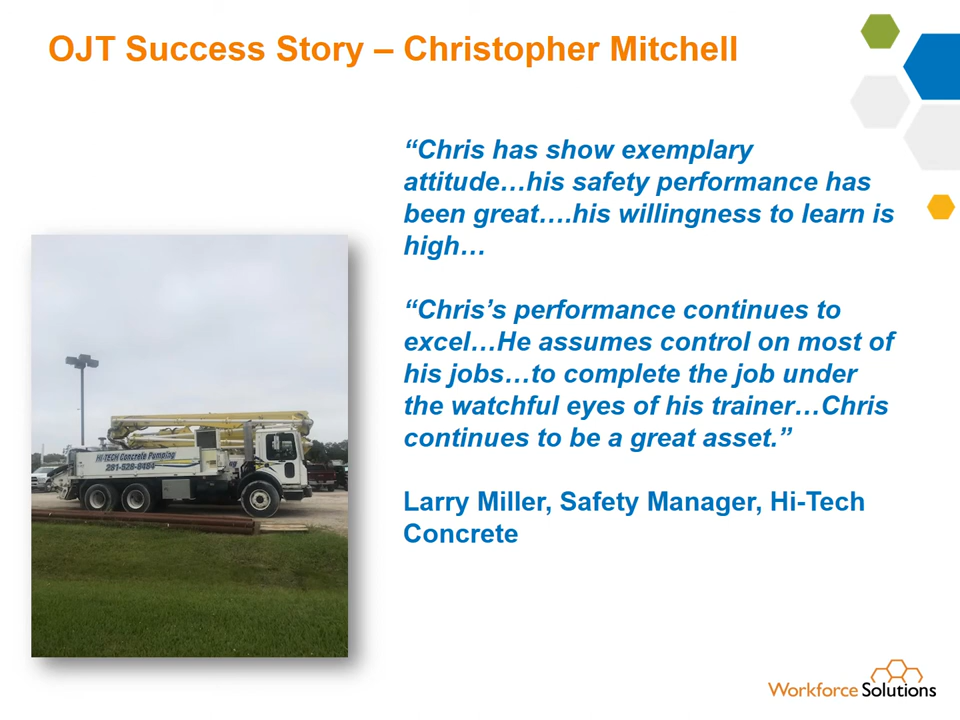 OJT Success Story – Christopher Mitchell
“Chris has show exemplary
attitude…his safety performance has
been great….his willingness to learn is
high…
“Chris’s performance continues to
excel…He assumes control on most of
his jobs…to complete the job under
the watchful eyes of his trainer…Chris
continues to be a great asset.”
Larry Miller, Safety Manager, Hi-Tech
Concrete
HI-TECH Concrete Pumping
281-528-8484
Workforce Solutions